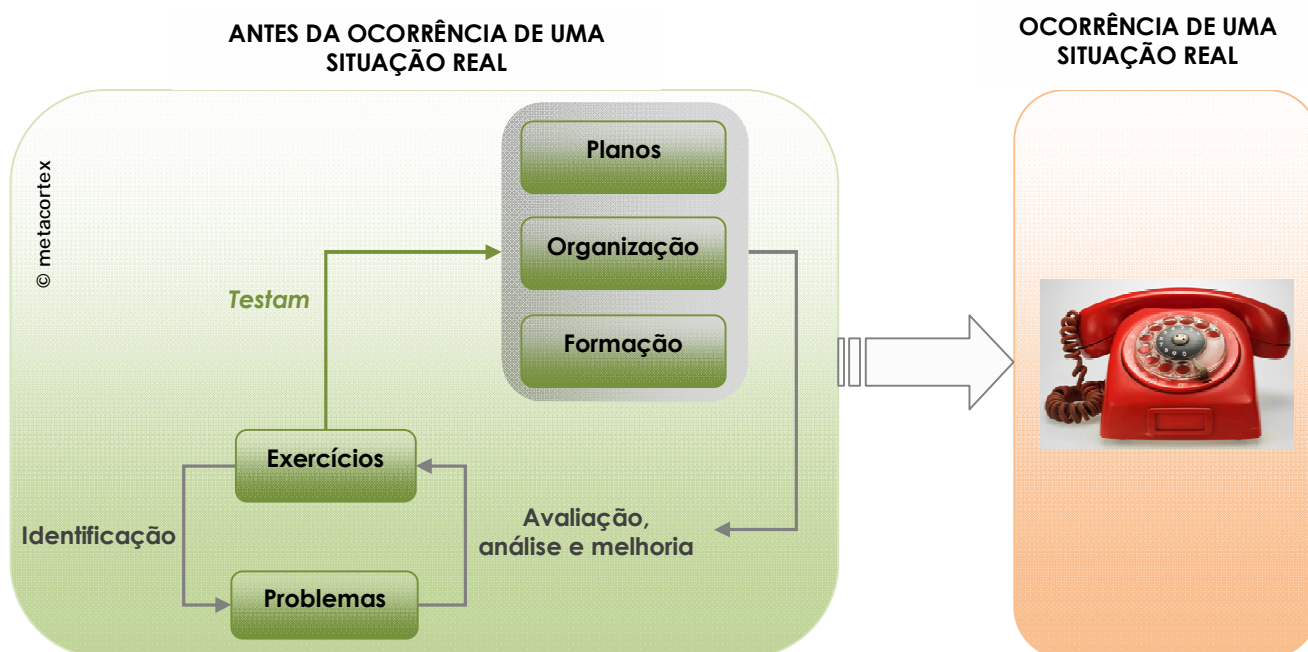 ANTES DA OCORRÊNCIA DE UMA
SITUAÇÃO REAL
OCORRÊNCIA DE UMA
SITUAÇÃO REAL
© metacortex
Planos
Organização
Formação
Testam
Exercícios
Identificação
Avaliação,
análise e melhoria
Problemas